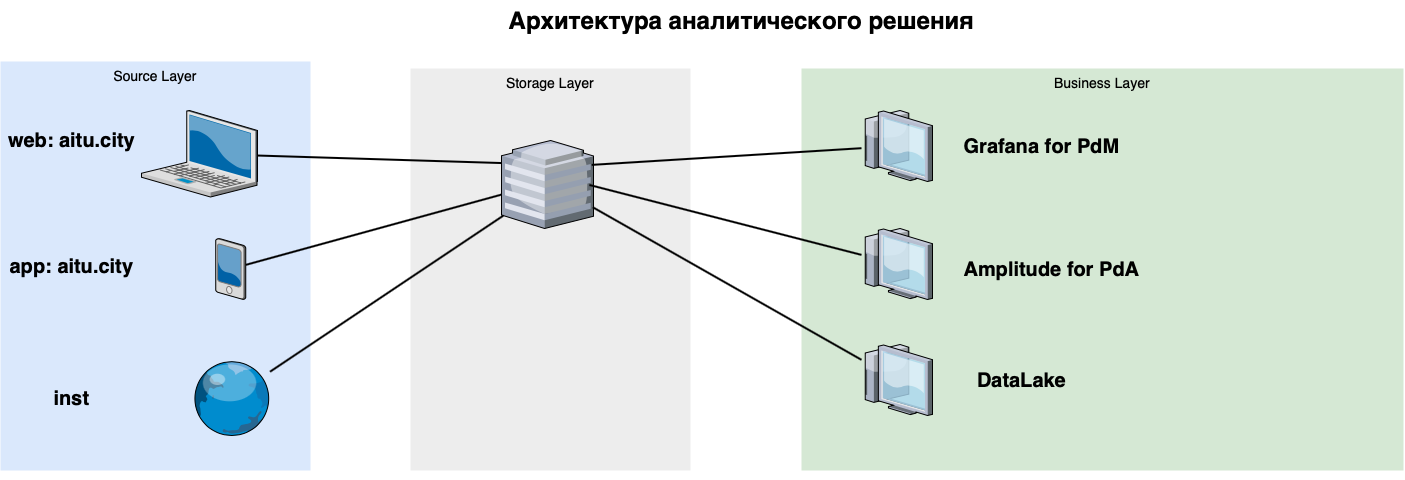 Архитектура аналитического решения
Source Layer
Storage Layer
Business Layer
web: aitu.city
app: aitu.city
inst
Grafana for PdM
Amplitude for PdA
DataLake